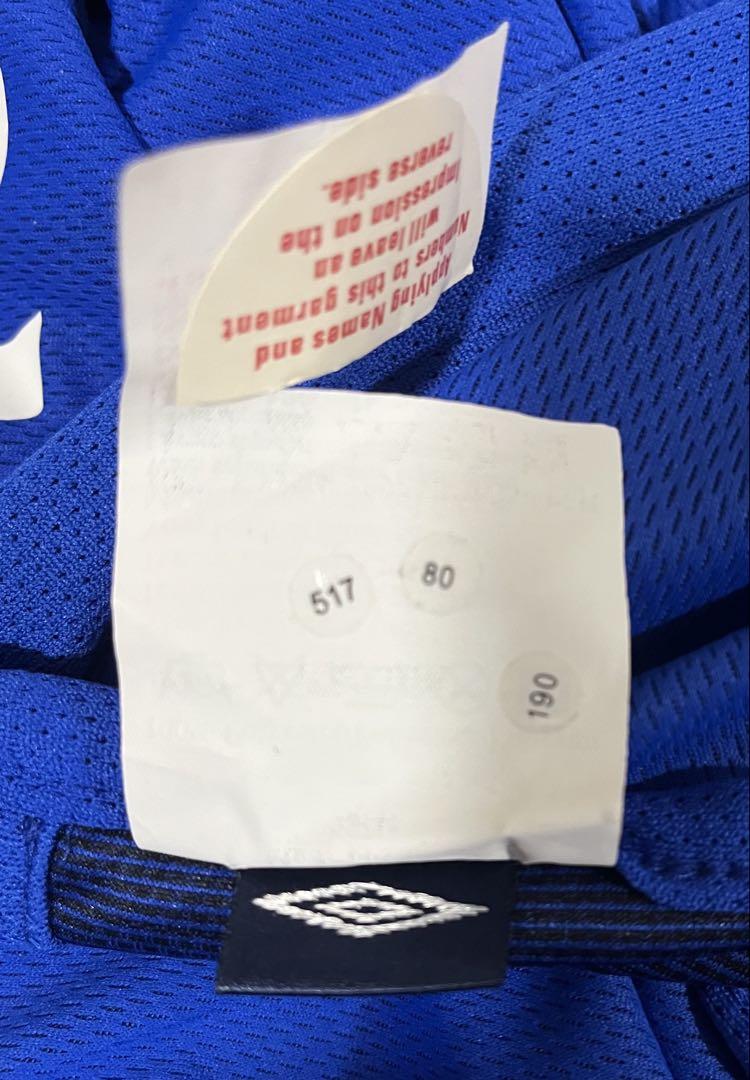 Applying Names and
Numbers to this garment
will leave an
impression on the
reverse side.
517
80
190